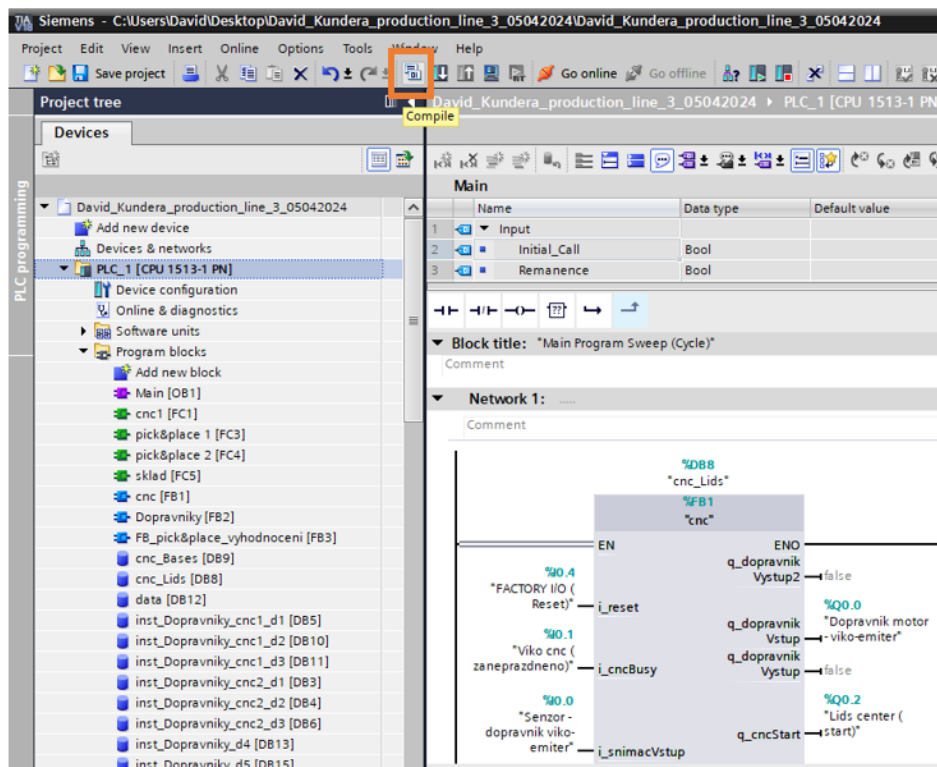 Siemens - C:\Users\David\Desktop\David_Kundera_production_line_3_05042024\David_Kundera_production_line_3_05042024
Project Edit View Insert Online Options Tools Window Help
Save project Go online Go offline
Project tree
David_Kundera_production_line_3_05042024 PLC_1 [CPU 1513-1 PN
Compile
Devices
PLC programming
David_Kundera_production_line_3_05042024
Add new device
Devices & networks
PLC_1 [CPU 1513-1 PN]
Device configuration
Online & diagnostics
Software units
Program blocks
Add new block
Main [OB1]
cnc1 [FC1]
pick&place 1 [FC3]
pick&place 2 [FC4]
sklad [FC5]
cnc [FB1]
Dopravniky [FB2]
FB_pick&place_vyhodnoceni [FB3]
cnc_Bases [DB9]
cnc_Lids [DB8]
data [DB12]
inst_Dopravniky_cnc1_d1 [DB5]
inst_Dopravniky_cnc1_d2 [DB10]
inst_Dopravniky_cnc1_d3 [DB11]
inst_Dopravniky_cnc2_d1 [DB3]
inst_Dopravniky_cnc2_d2 [DB4]
inst_Dopravniky_cnc2_d3 [DB6]
inst_Dopravniky_d4 [DB13]
inst_Dopravniky_d5 [DB15]
Main
Name Data type Default value
1 Input
2 Initial_Call Bool
3 Remanence Bool
??
Block title: "Main Program Sweep (Cycle)"
Comment
Network 1: .....
Comment
%DB8
"cnc_Lids"
%FB1
"cnc"
EN ENO
q_dopravnik
Vystup2 false
%I0.4
"FACTORY I/O (
Reset)" i_reset
%Q0.0
"Dopravnik motor
- viko-emiter"
q_dopravnik
Vstup
%I0.1
"Viko cnc (
zaneprazdneno)" i_cncBusy
q_dopravnik
Vystup false
%I0.0
"Senzor -
dopravnik viko-
emiter" i_snimacVstup
%Q0.2
"Lids center (
start)"
q_cncStart